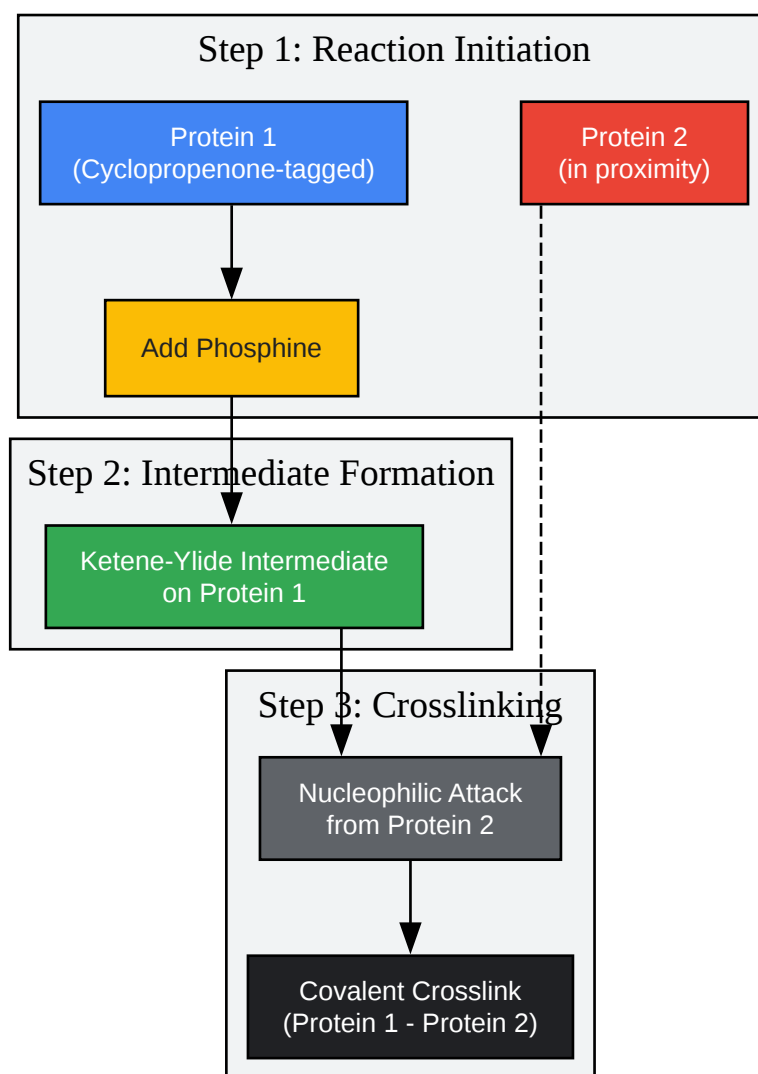 Step 1: Reaction Initiation
Protein 1
(Cyclopropenone-tagged)
Protein 2
(in proximity)
Add Phosphine
Step 2: Intermediate Formation
Ketene-Ylide Intermediate
on Protein 1
Step 3: Crosslinking
Nucleophilic Attack
from Protein 2
Covalent Crosslink
(Protein 1 - Protein 2)